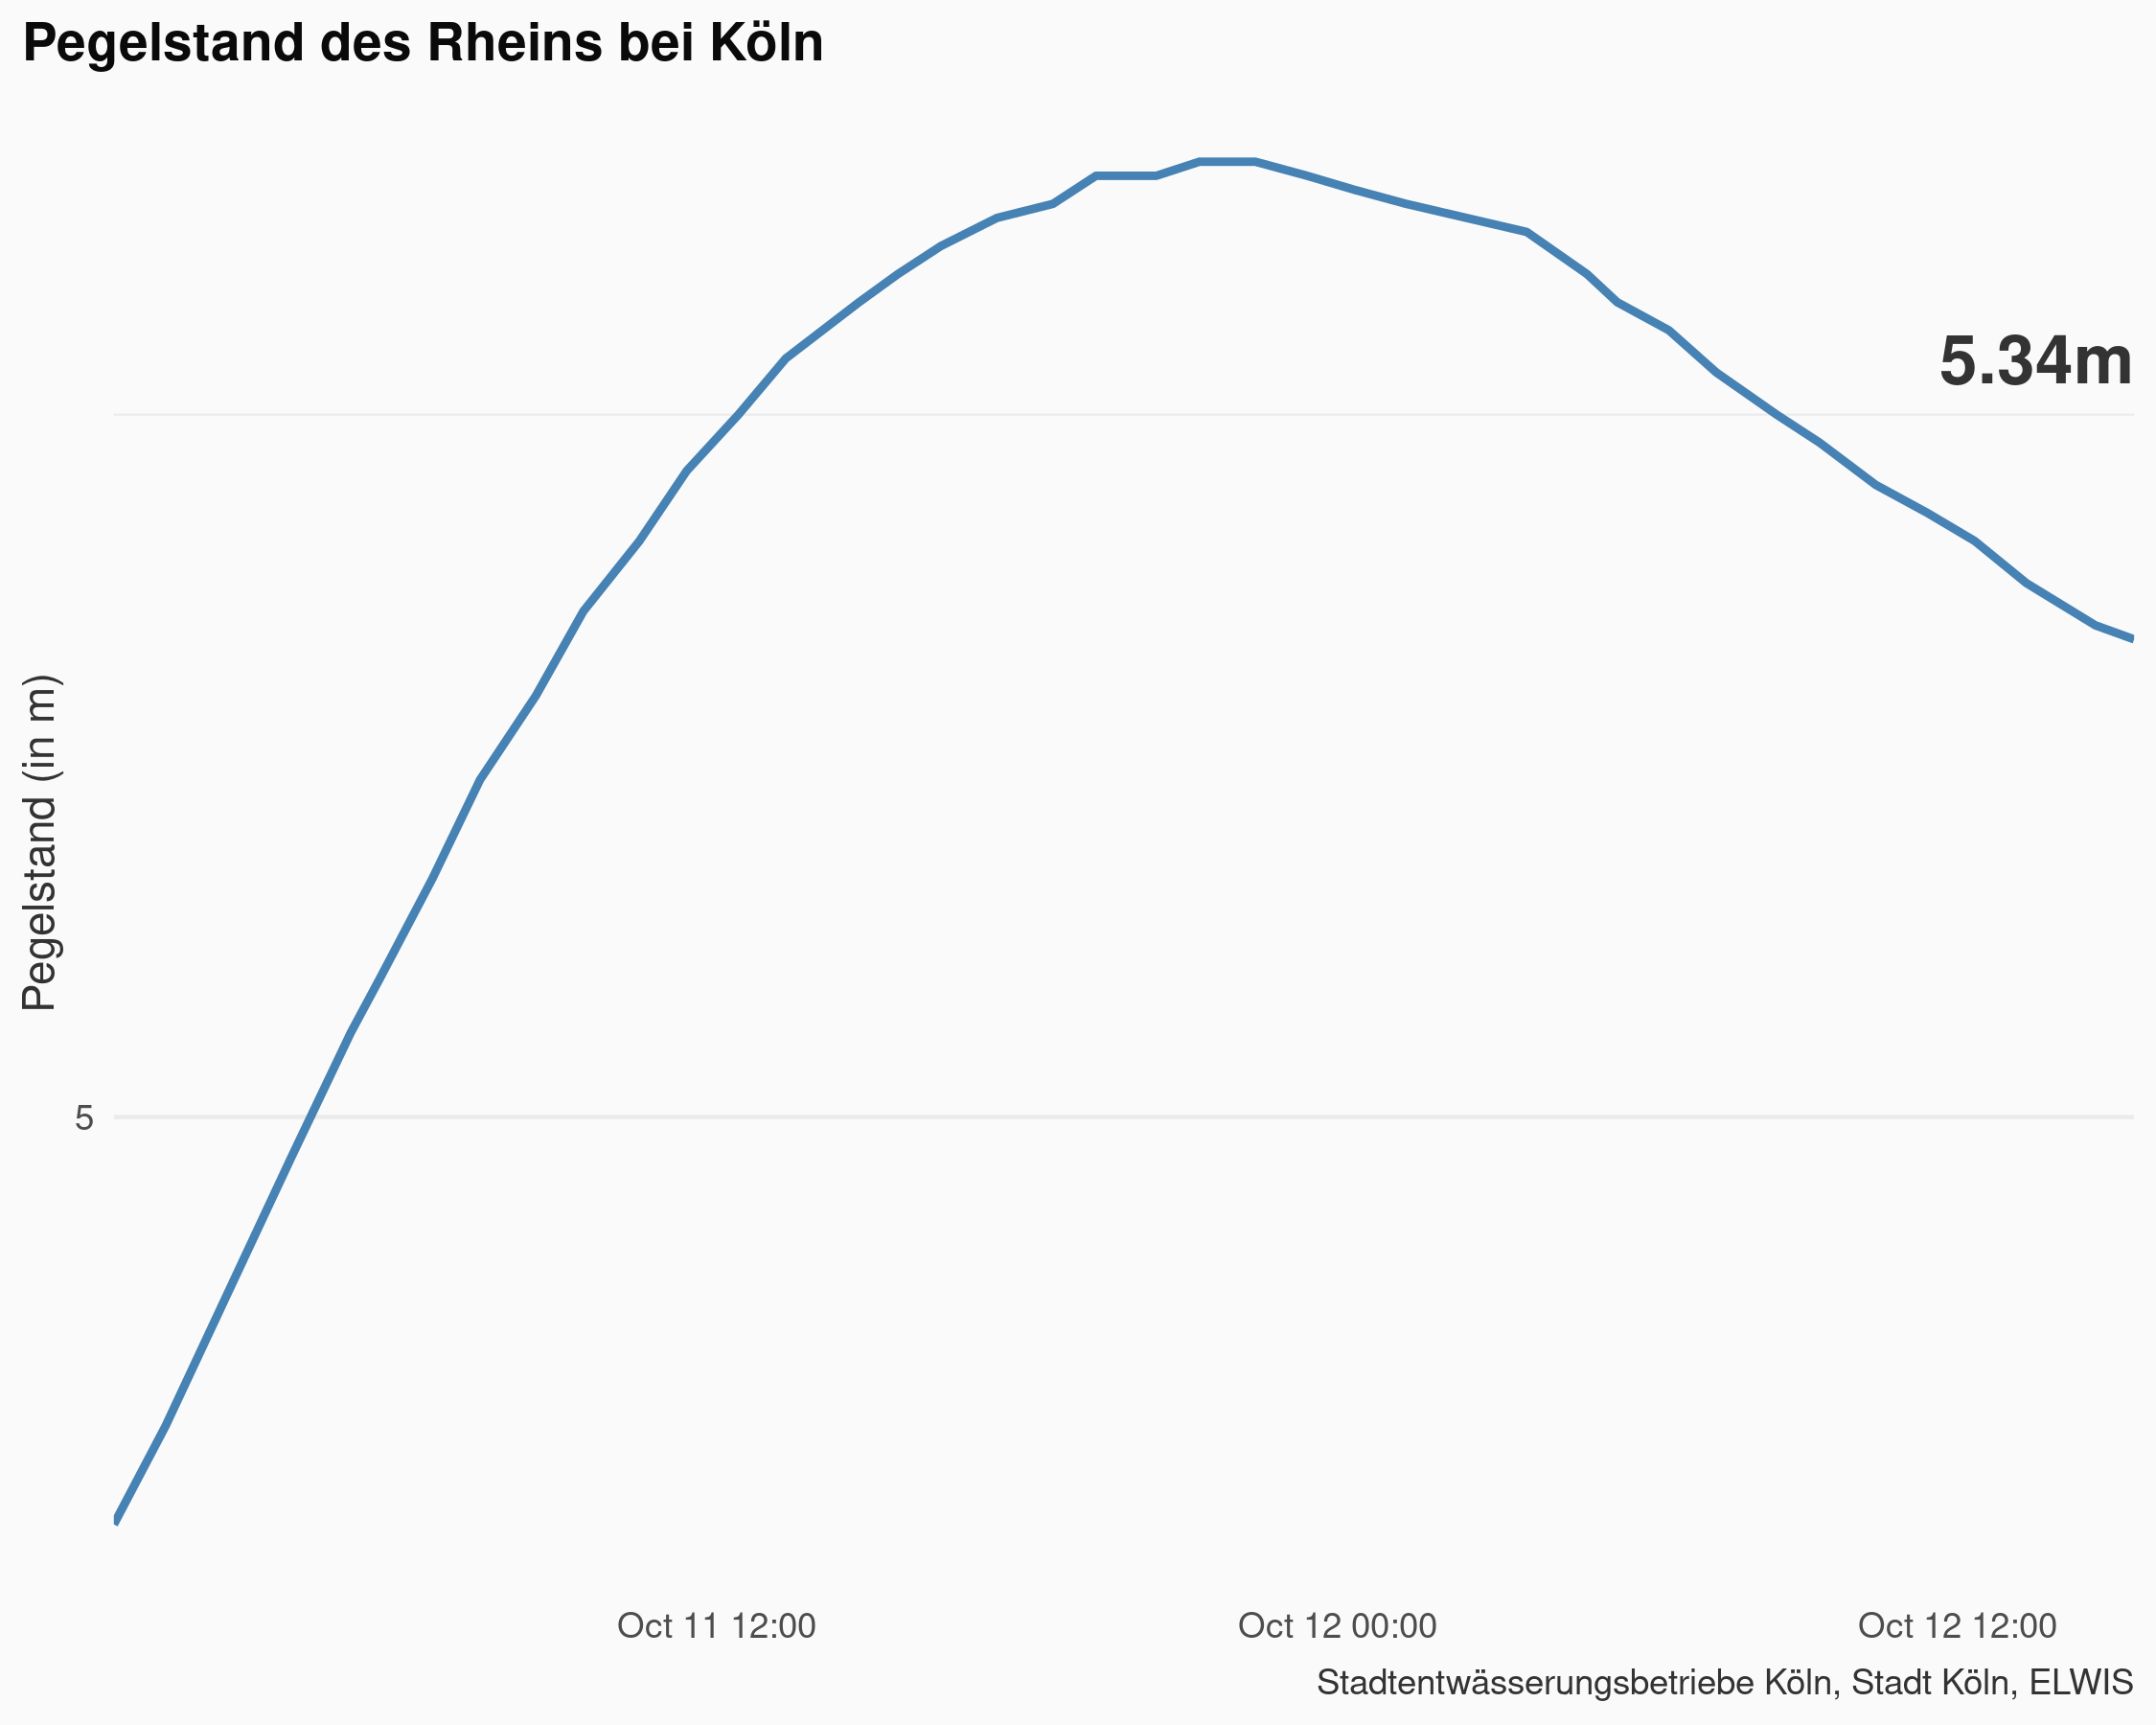 Pegelstand des Rheins bei Köln
5.34m
Pegelstand (in m)
5
Oct 11 12:00
Oct 12 00:00
Oct 12 12:00
Stadtentwässerungsbetriebe Köln, Stadt Köln, ELWIS